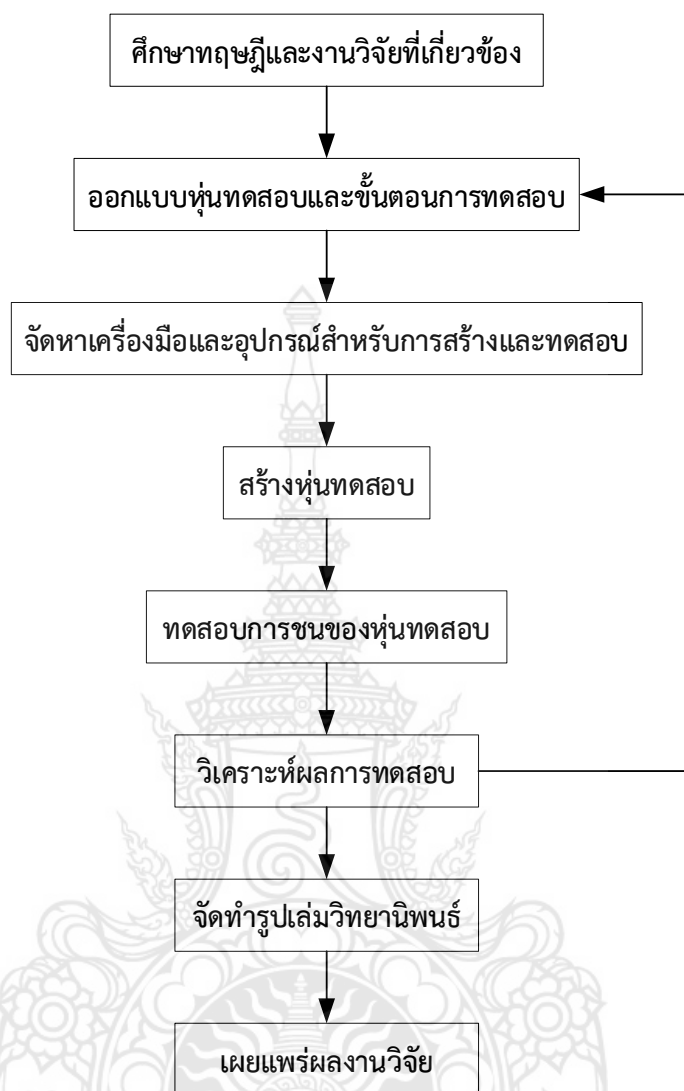 ศึกษาทฤษฎีและงานวิจัยที่เกี่ยวข้อง
ออกแบบหุ่นทดสอบและขั้นตอนการทดสอบ
จัดหาเครื่องมือและอุปกรณ์สำหรับการสร้างและทดสอบ
สร้างหุ่นทดสอบ
ทดสอบการชนของหุ่นทดสอบ
วิเคราะห์ผลการทดสอบ
จัดทำรูปเล่มวิทยานิพนธ์
เผยแพร่ผลงานวิจัย